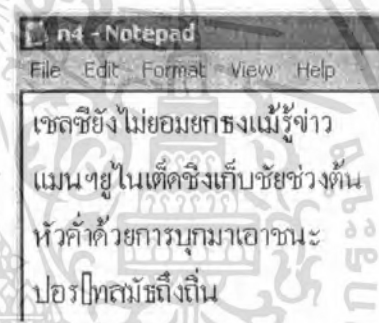 n4 - Notepad
File Edit Format View Help
เชลซียังไม่ยอมยกธงแม้รู้ข่าว
แมนฯยูไนเต็ดชิงเก็บชัยช่วงต้น
หัวค่ำด้วยการบุกมาเอาชนะ
ปอร์ทสมัธถึงถิ่น